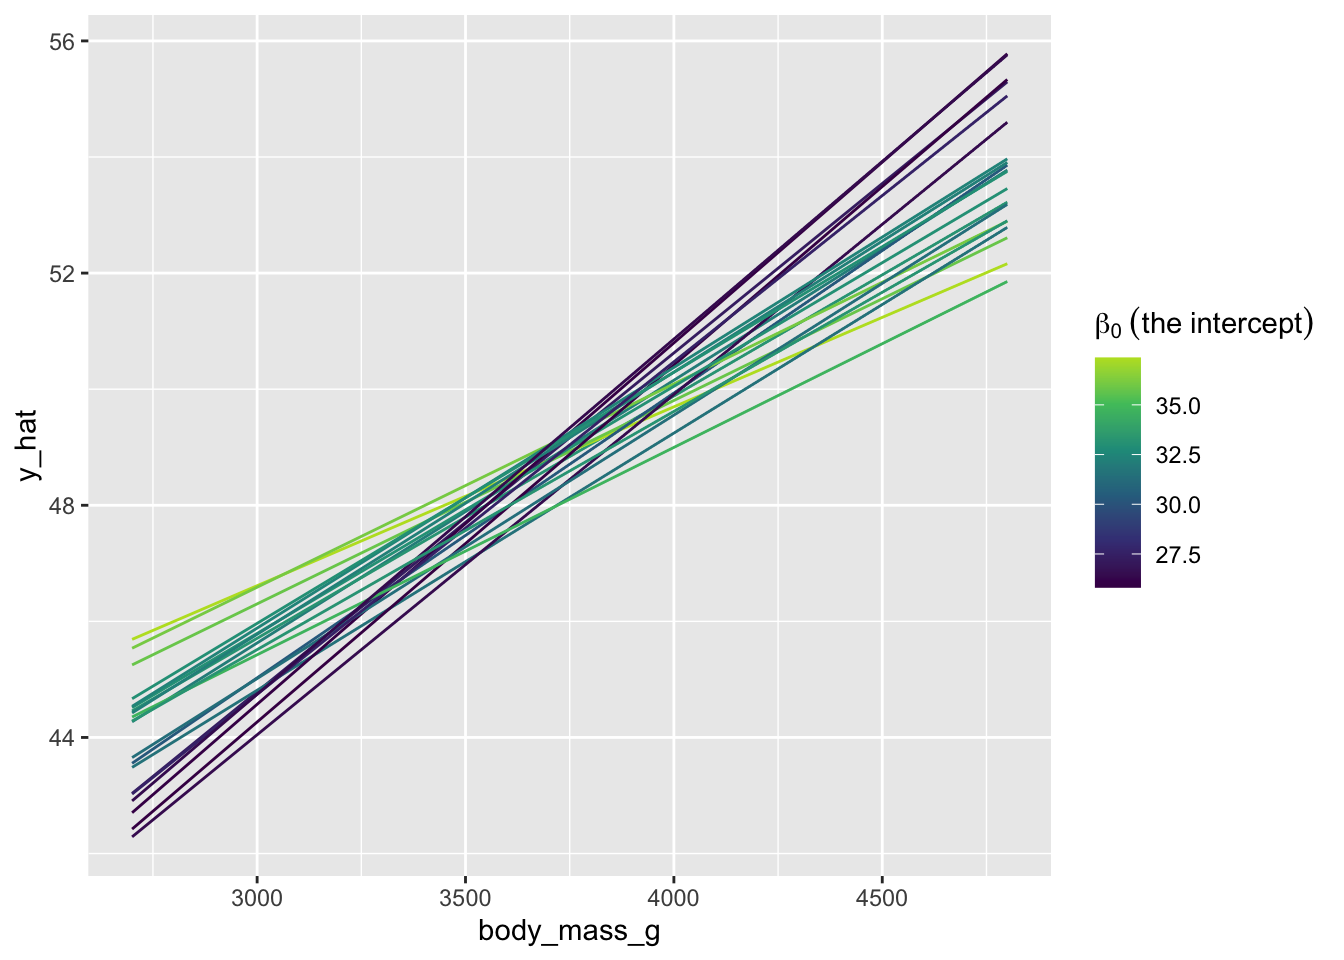 56
52
48
44
y_hat
3000 3500 4000 4500
body_mass_g
β₀ (the intercept)
35.0
32.5
30.0
27.5